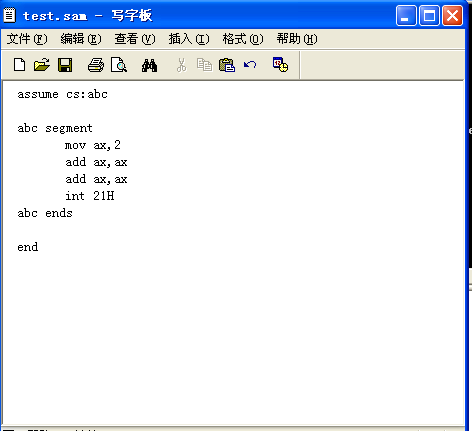 test.sam - 写字板
文件(F) 编辑(E) 查看(V) 插入(I) 格式(O) 帮助(H)
assume cs:abc
abc segment
mov ax,2
add ax,ax
add ax,ax
int 21H
abc ends
end